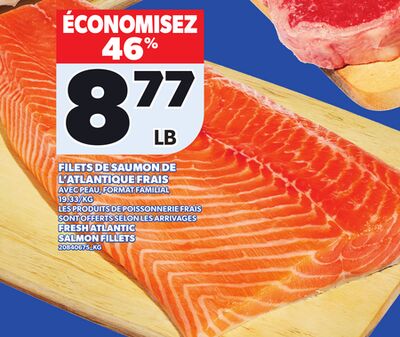 ÉCONOMISEZ
46%
8 77
LB
FILETS DE SAUMON DE
L'ATLANTIQUE FRAIS
AVEC PEAU, FORMAT FAMILIAL
19,33/KG
LES PRODUITS DE POISSONNERIE FRAIS
SONT OFFERTS SELON LES ARRIVAGES
FRESH ATLANTIC
SALMON FILLETS
20840675_KG